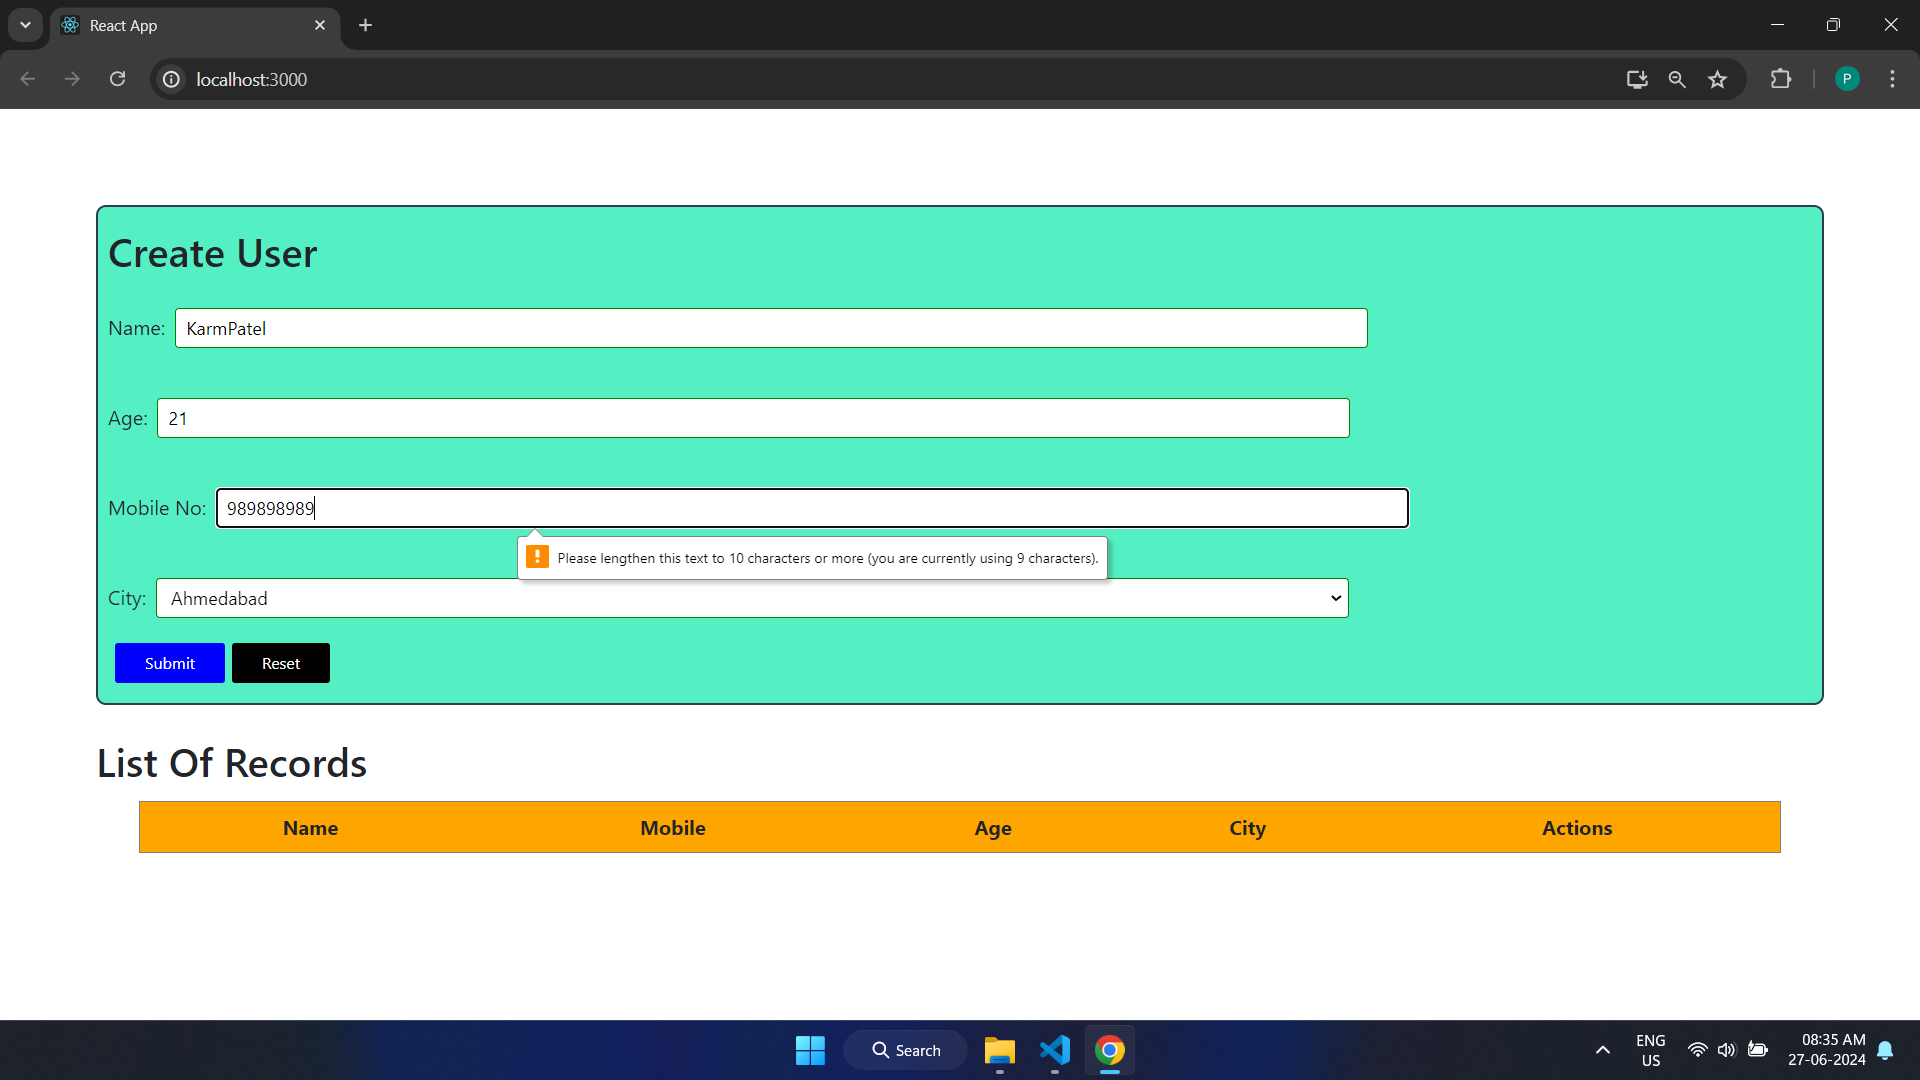 React App
localhost:3000
P
Create User
Name: KarmPatel
Age: 21
Mobile No: 989898989
Please lengthen this text to 10 characters or more (you are currently using 9 characters).
City: Ahmedabad
Submit Reset
List Of Records
Name Mobile Age City Actions
Search
ENG
US
08:35 AM
27-06-2024